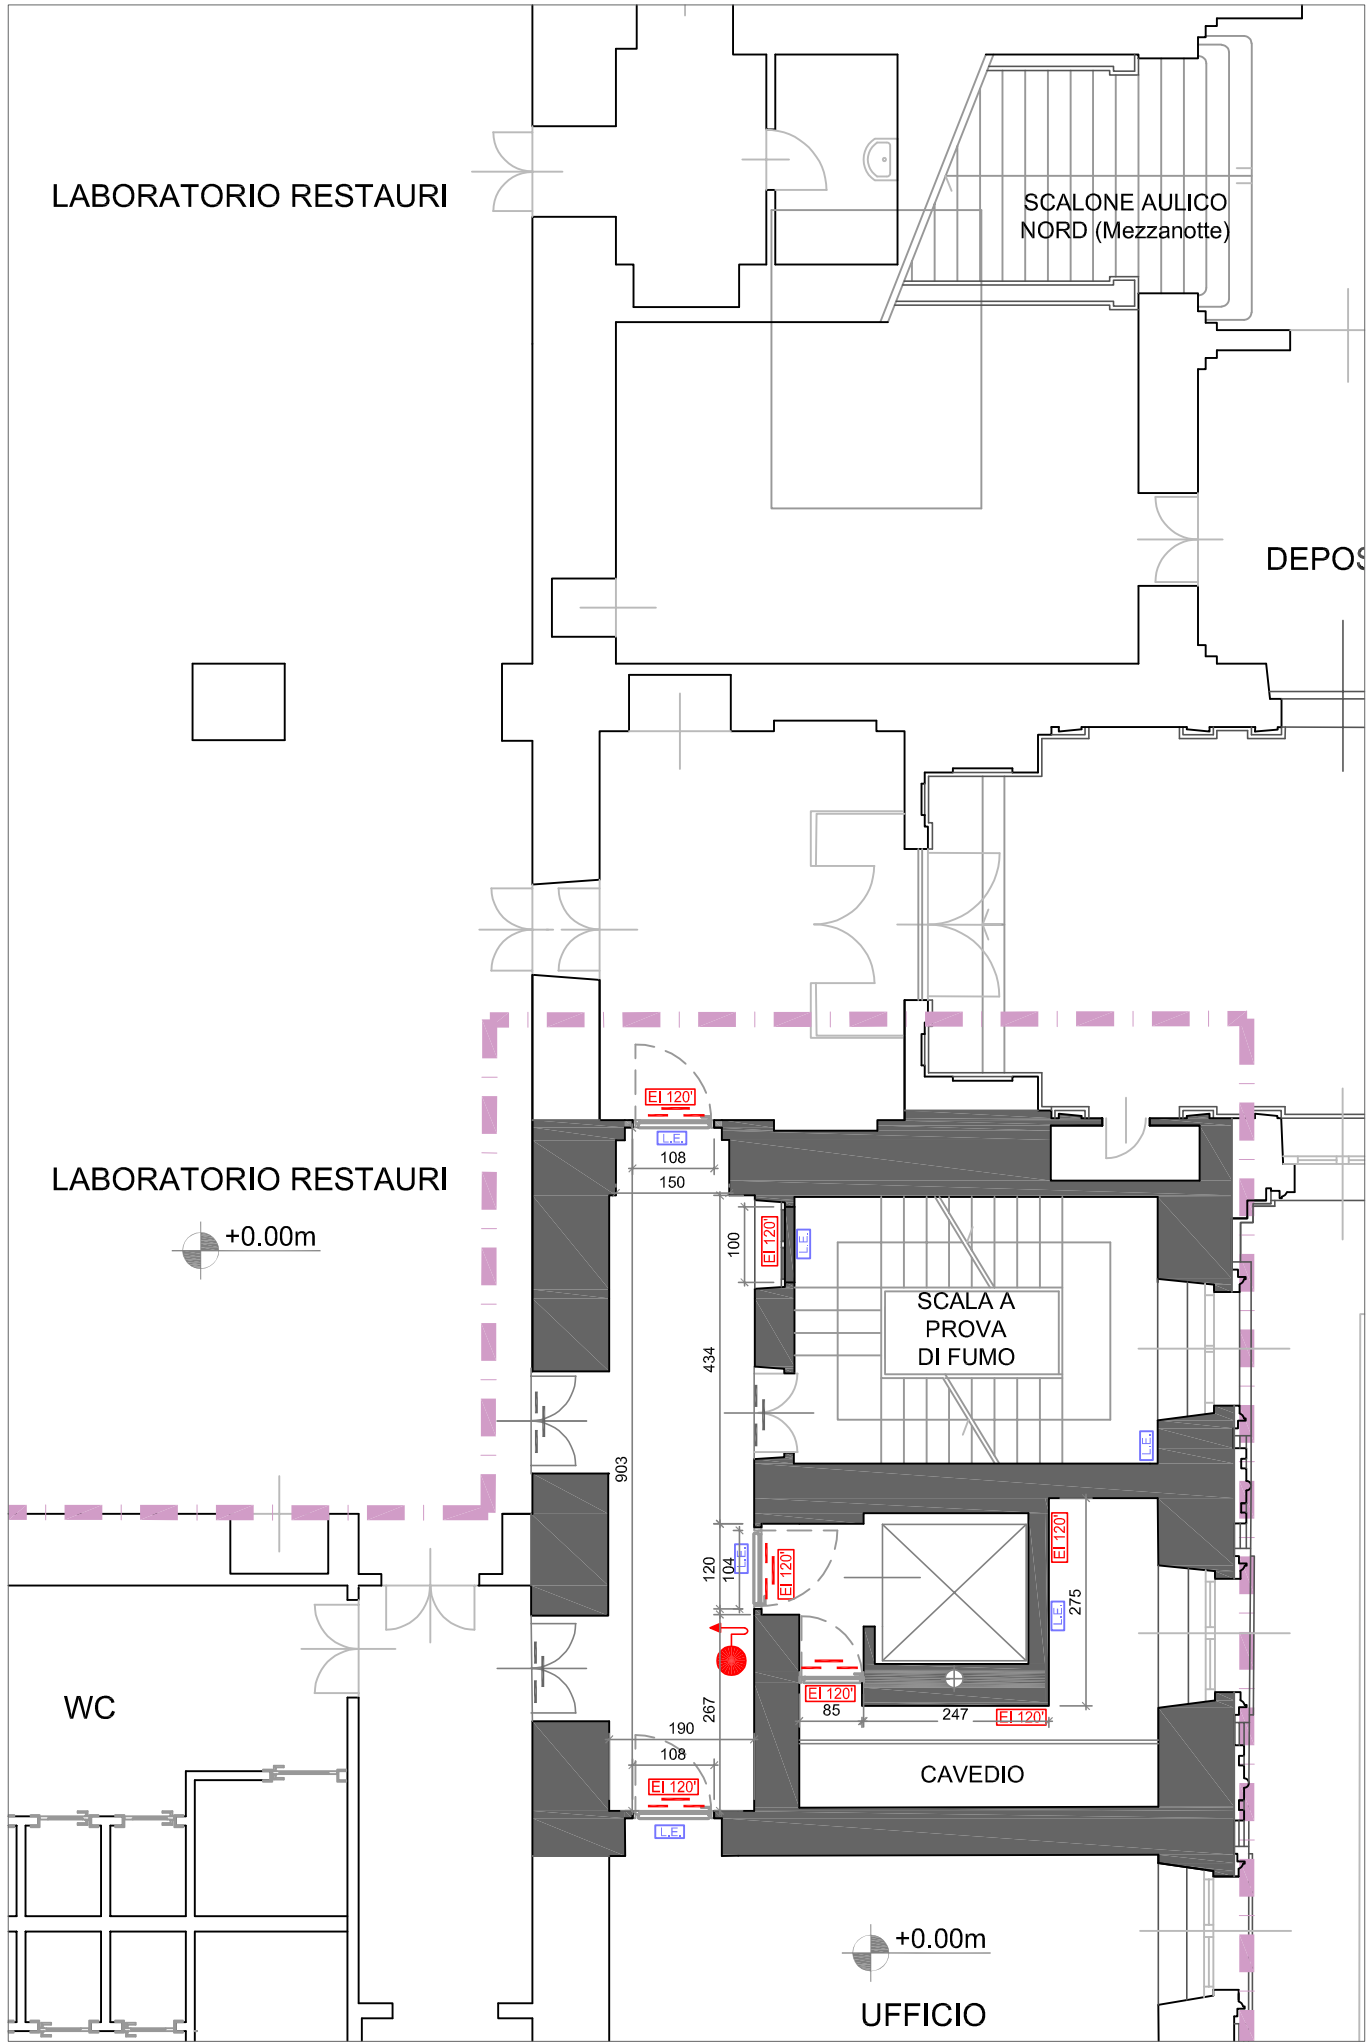 LABORATORIO RESTAURI
SCALONE AULICO
NORD (Mezzanotte)
DEPOS
EI 120'
L.E.
108
150
LABORATORIO RESTAURI
+0.00m
100
EI 120'
L.E.
SCALA A
PROVA
DI FUMO
434
903
L.E.
120
104
L.E.
EI 120'
EI 120'
L.E.
275
267
EI 120'
85
247
EI 120'
WC
190
108
EI 120'
L.E.
CAVEDIO
+0.00m
UFFICIO